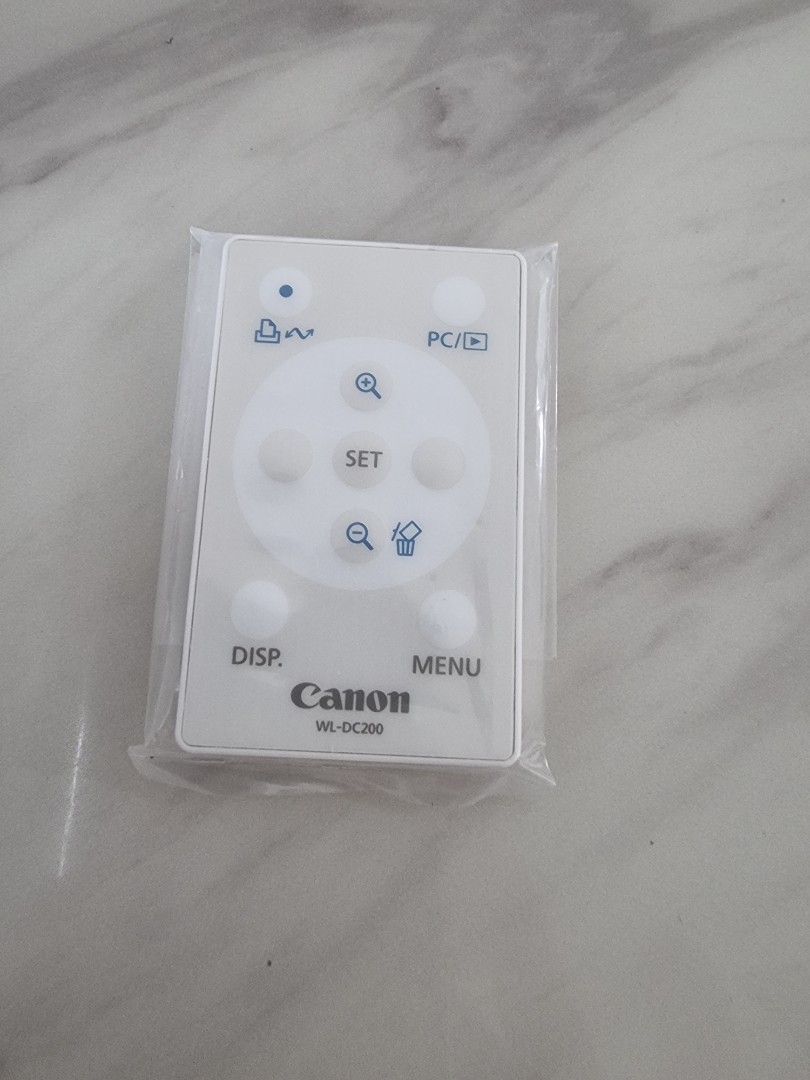 PC/
SET
DISP.
MENU
Canon
WL-DC200